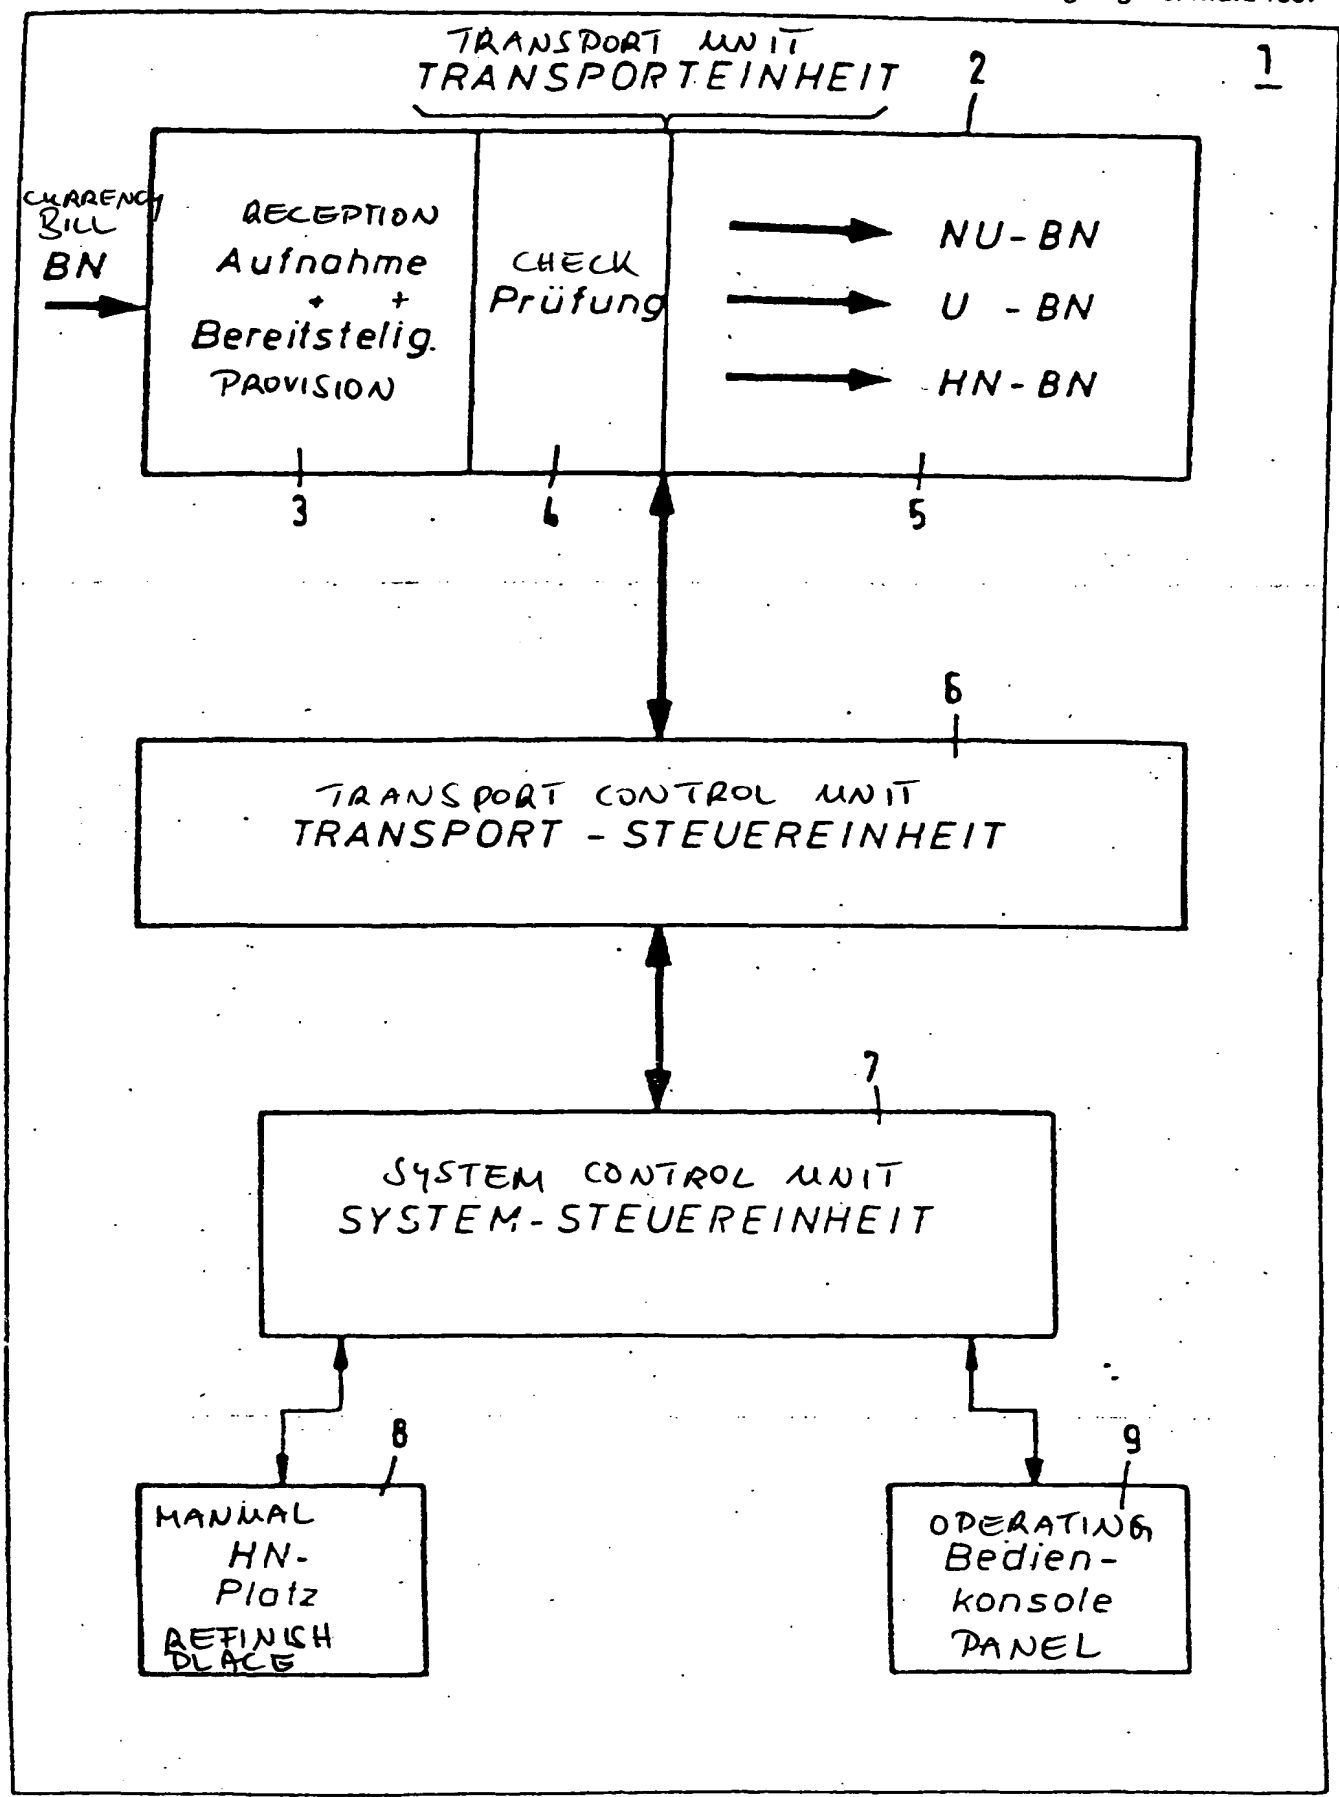 TRANSPORT UNIT
TRANSPORTEINHEIT
2
1
CURRENCY
BILL
BN
RECEPTION
Aufnahme
+ +
Bereitstellg.
PROVISION
CHECK
Prüfung
NU-BN
U -BN
HN-BN
3
4
5
6
TRANSPORT CONTROL UNIT
TRANSPORT - STEUEREINHEIT
7
SYSTEM CONTROL UNIT
SYSTEM-STEUEREINHEIT
8
MANUAL
HN-
Platz
REFINISH
PLACE
9
OPERATING
Bedien-
konsole
PANEL